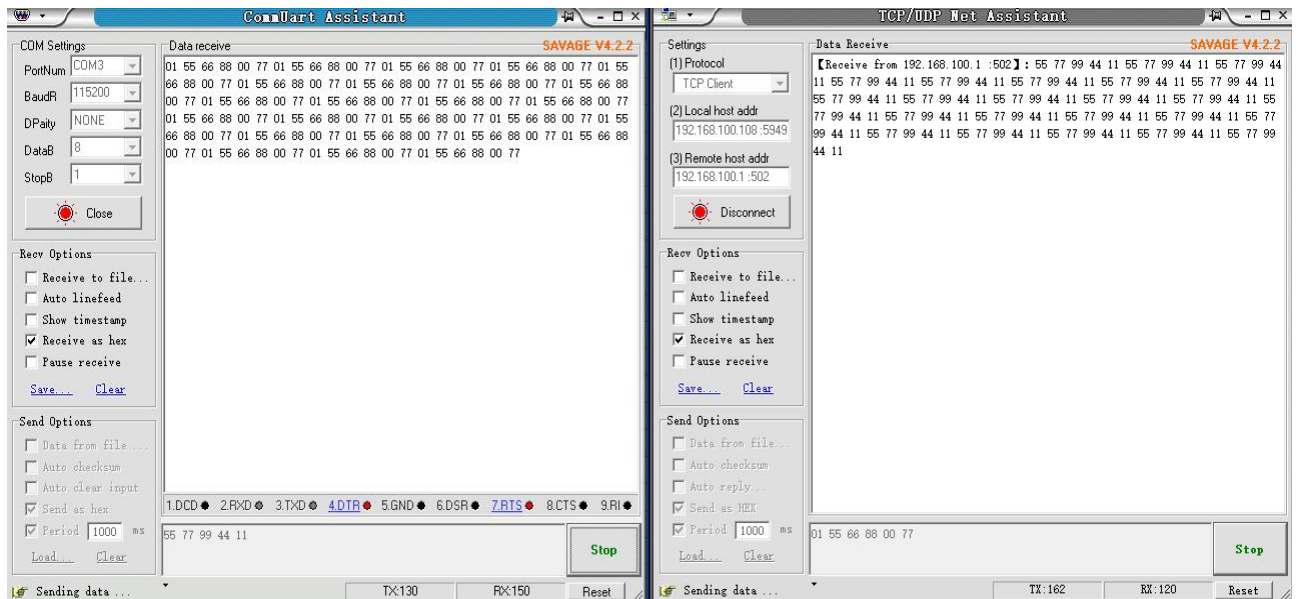 CommUart Assistant
COM Settings
PortNum COM3
BaudR 115200
DPaity NONE
DataB 8
StopB 1
Close
Recv Options
Receive to file...
Auto linefeed
Show timestamp
Receive as hex
Pause receive
Save... Clear
Send Options
Data from file ...
Auto checksum
Auto clear input
Send as hex
Period 1000 ms
Load... Clear
Data receive SAVAGE V4.2.2
01 55 66 88 00 77 01 55 66 88 00 77 01 55 66 88 00 77 01 55 66 88 00 77 01 55
66 88 00 77 01 55 66 88 00 77 01 55 66 88 00 77 01 55 66 88 00 77 01 55 66 88
00 77 01 55 66 88 00 77 01 55 66 88 00 77 01 55 66 88 00 77 01 55 66 88 00 77
01 55 66 88 00 77 01 55 66 88 00 77 01 55 66 88 00 77 01 55 66 88 00 77 01 55
66 88 00 77 01 55 66 88 00 77 01 55 66 88 00 77 01 55 66 88 00 77 01 55 66 88
00 77 01 55 66 88 00 77 01 55 66 88 00 77 01 55 66 88 00 77
1.DCD 2.RXD 3.TXD 4.DTR 5.GND 6.DSR 7.RTS 8.CTS 9.RI
55 77 99 44 11
Stop
Sending data ... TX:130 RX:150 Reset
TCP/UDP Net Assistant
Settings
(1) Protocol
TCP Client
(2) Local host addr
192.168.100.108 :5949
(3) Remote host addr
192.168.100.1 :502
Disconnect
Recv Options
Receive to file...
Auto linefeed
Show timestamp
Receive as hex
Pause receive
Save... Clear
Send Options
Data from file...
Auto checksum
Auto reply...
Send as HEX
Period 1000 ms
Load... Clear
Data Receive SAVAGE V4.2.2
【Receive from 192.168.100.1 :502】: 55 77 99 44 11 55 77 99 44 11 55 77 99 44
11 55 77 99 44 11 55 77 99 44 11 55 77 99 44 11 55 77 99 44 11 55 77 99 44 11
55 77 99 44 11 55 77 99 44 11 55 77 99 44 11 55 77 99 44 11 55 77 99 44 11 55
77 99 44 11 55 77 99 44 11 55 77 99 44 11 55 77 99 44 11 55 77 99 44 11 55 77
99 44 11 55 77 99 44 11 55 77 99 44 11 55 77 99 44 11 55 77 99 44 11 55 77 99
44 11
01 55 66 88 00 77
Stop
Sending data ... TX:162 RX:120 Reset